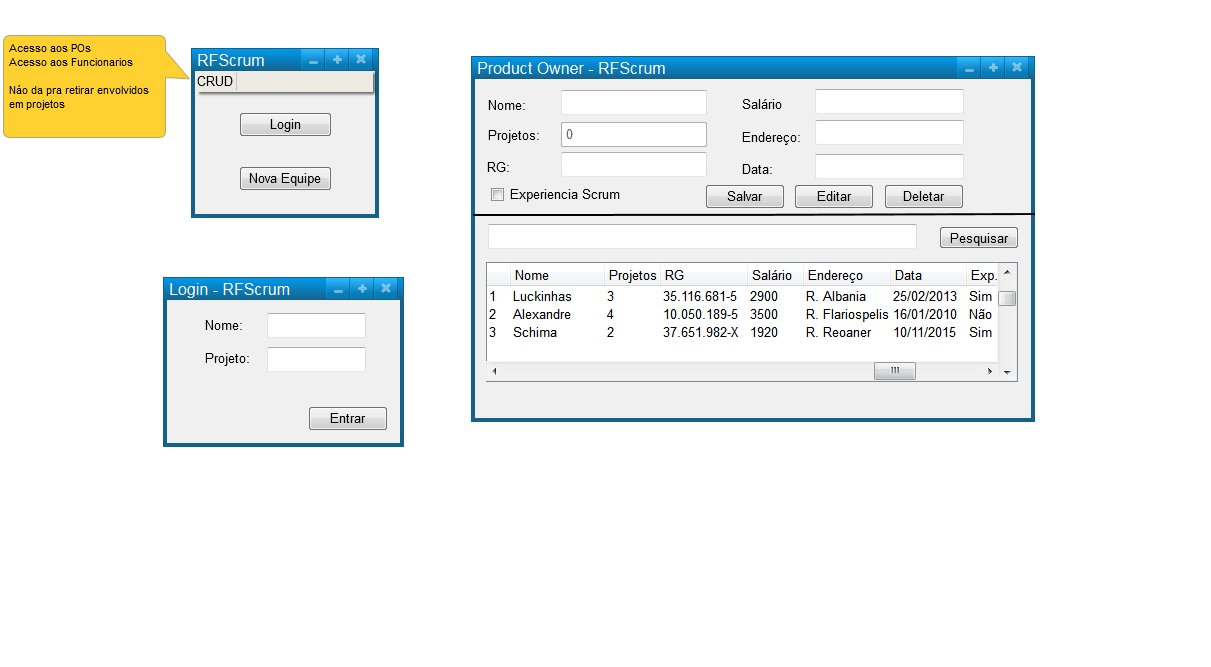 Acesso aos POs
Acesso aos Funcionarios
Não da pra retirar envolvidos
em projetos
RFScrum
CRUD
Login
Nova Equipe
Login - RFScrum
Nome:
Projeto:
Entrar
Product Owner - RFScrum
Nome:
Salário
Projetos: 0
Endereço:
RG:
Data:
Experiencia Scrum
Salvar Editar Deletar
Pesquisar
Nome Projetos RG Salário Endereço Data Exp.
1 Luckinhas 3 35.116.681-5 2900 R. Albania 25/02/2013 Sim
2 Alexandre 4 10.050.189-5 3500 R. Flariospelis 16/01/2010 Não
3 Schima 2 37.651.982-X 1920 R. Reoaner 10/11/2015 Sim